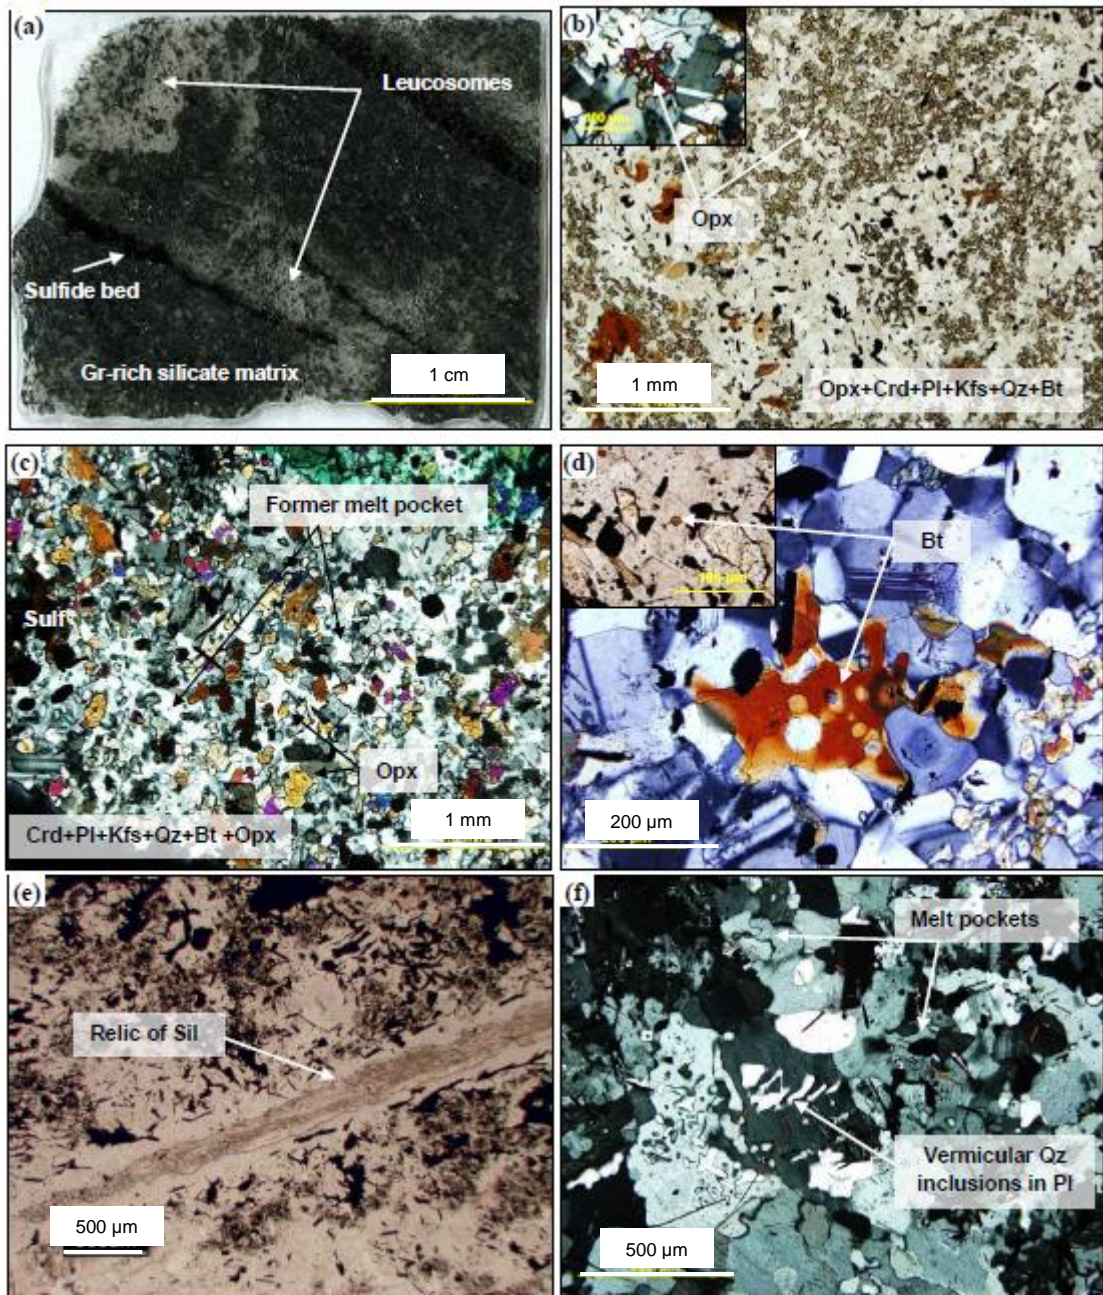 (a)
Leucosomes
Sulfide bed
Gr-rich silicate matrix
1 cm
(b)
Opx
1 mm
Opx+Crd+Pl+Kfs+Qz+Bt
(c)
Former melt pocket
Sulf
Opx
Crd+Pl+Kfs+Qz+Bt +Opx
1 mm
(d)
Bt
200 µm
(e)
Relic of Sil
500 µm
(f)
Melt pockets
Vermicular Qz
inclusions in Pl
500 µm